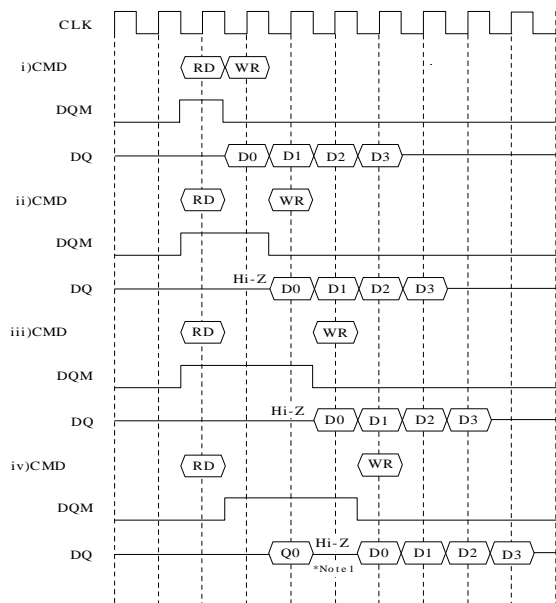 CLK
i)CMD RD WR
DQM
DQ D0 D1 D2 D3
ii)CMD RD WR
DQM
DQ Hi-Z D0 D1 D2 D3
iii)CMD RD WR
DQM
DQ Hi-Z D0 D1 D2 D3
iv)CMD RD WR
DQM
DQ Q0 Hi-Z D0 D1 D2 D3
*Note1